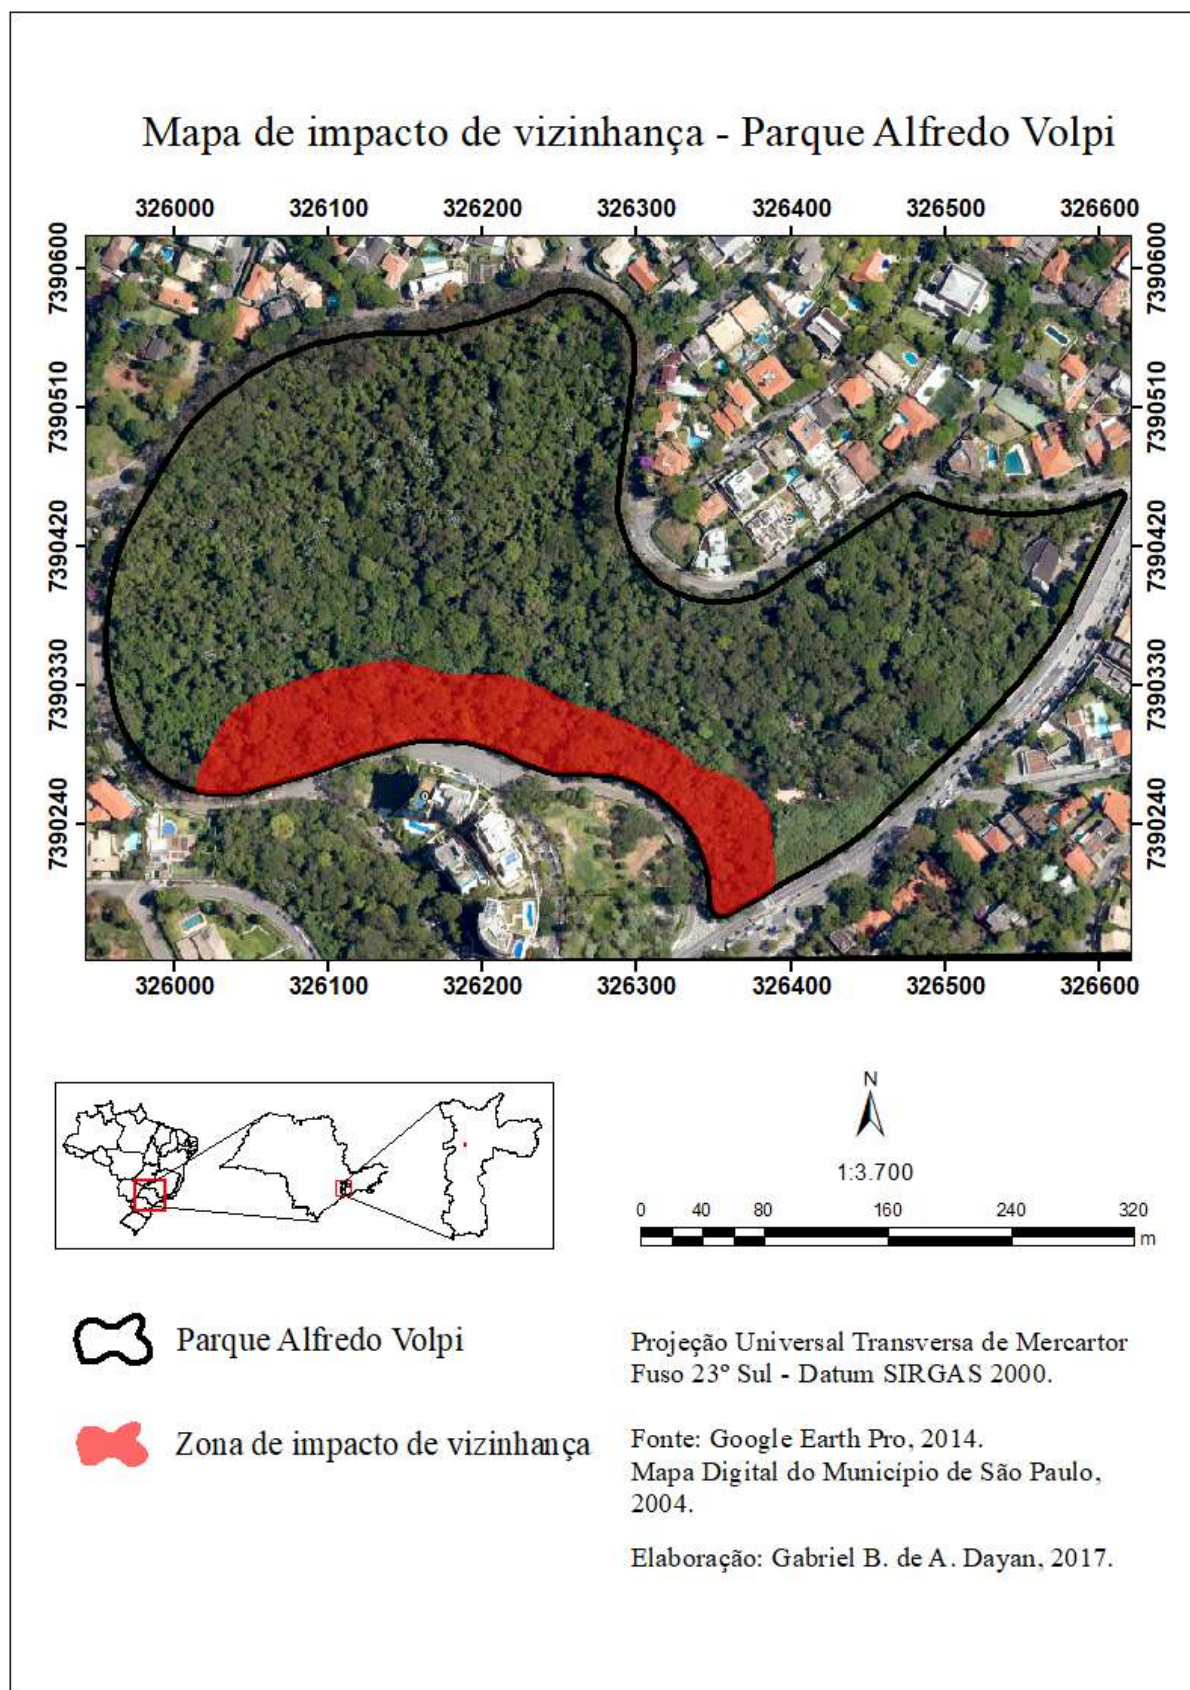 Mapa de impacto de vizinhança - Parque Alfredo Volpi
326000 326100 326200 326300 326400 326500 326600
7390600 7390510 7390420 7390330 7390240
7390600 7390510 7390420 7390330 7390240
326000 326100 326200 326300 326400 326500 326600
N
1:3.700
0 40 80 160 240 320
m
Parque Alfredo Volpi
Zona de impacto de vizinhança
Projeção Universal Transversa de Mercartor
Fuso 23º Sul - Datum SIRGAS 2000.
Fonte: Google Earth Pro, 2014.
Mapa Digital do Município de São Paulo,
2004.
Elaboração: Gabriel B. de A. Dayan, 2017.